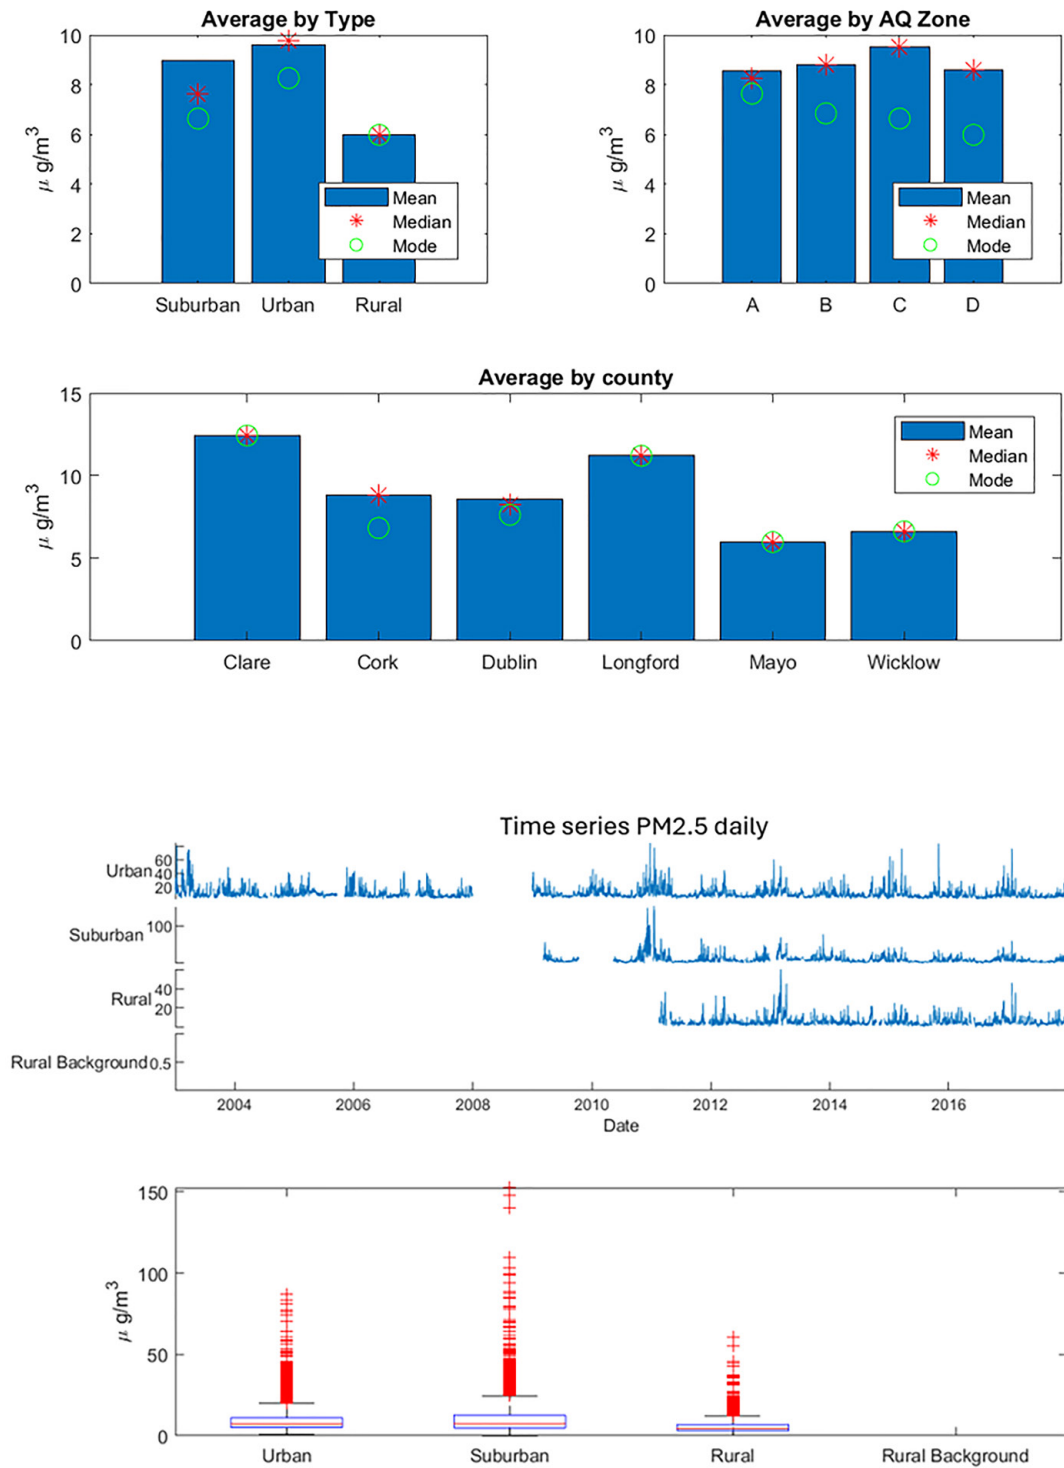 Average by Type
10
8
6
4
2
0
μ g/m3
Mean
Median
Mode
Suburban Urban Rural
Average by AQ Zone
10
8
6
4
2
0
μ g/m3
Mean
Median
Mode
A B C D
Average by county
15
10
5
0
μ g/m3
Mean
Median
Mode
Clare Cork Dublin Longford Mayo Wicklow
Time series PM2.5 daily
Urban
60
40
20
Suburban
100
Rural
40
20
Rural Background
0.5
2004 2006 2008 2010 2012 2014 2016
Date
150
100
50
0
μ g/m3
Urban Suburban Rural Rural Background